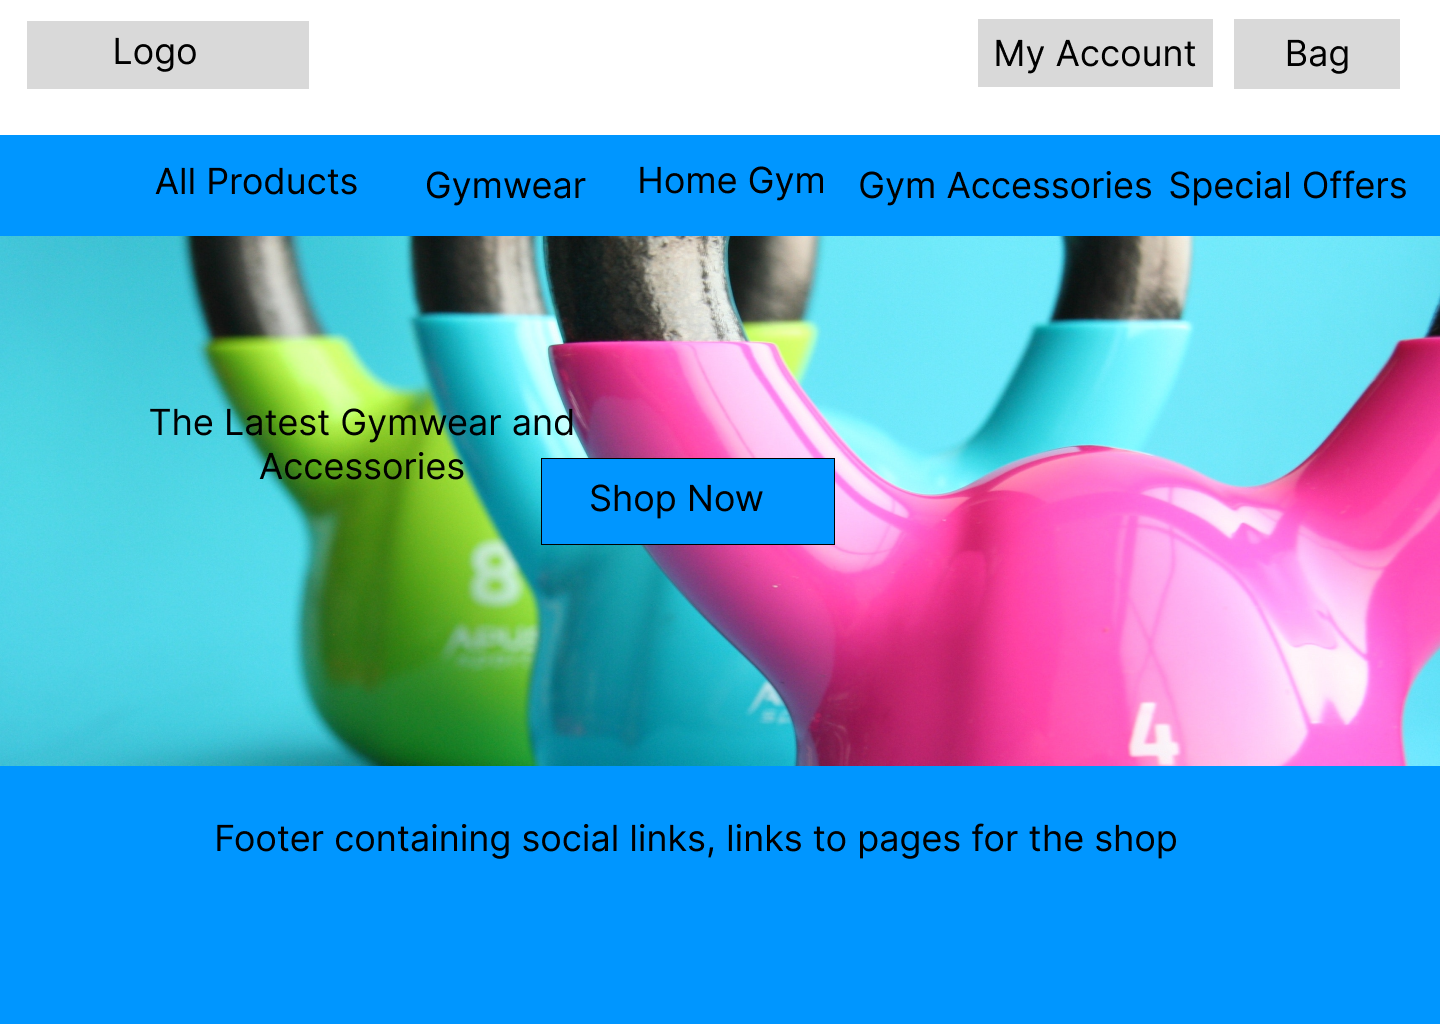 Logo
My Account
Bag
All Products
Gymwear
Home Gym
Gym Accessories
Special Offers
The Latest Gymwear and
Accessories
Shop Now
8
4
Footer containing social links, links to pages for the shop